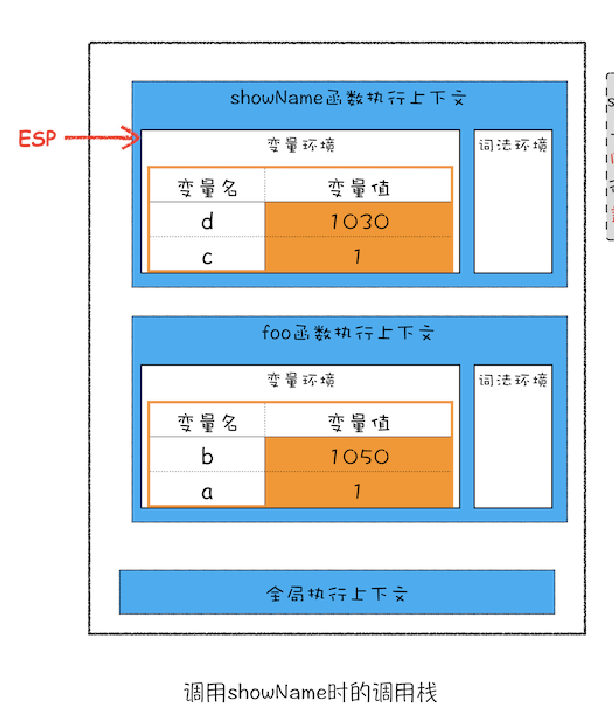 showName函数执行上下文
ESP
变量环境
词法环境
变量名 变量值
d 1030
c 1
foo函数执行上下文
变量环境
词法环境
变量名 变量值
b 1050
a 1
全局执行上下文
调用showName时的调用栈